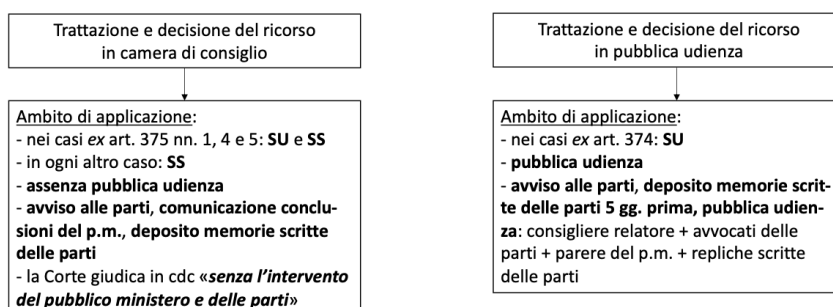 Trattazione e decisione del ricorso
in camera di consiglio
Ambito di applicazione:
- nei casi ex art. 375 nn. 1, 4 e 5: SU e SS
- in ogni altro caso: SS
- assenza pubblica udienza
- avviso alle parti, comunicazione conclu-
sioni del p.m., deposito memorie scritte
delle parti
- la Corte giudica in cdc «senza l’intervento
del pubblico ministero e delle parti»
Trattazione e decisione del ricorso
in pubblica udienza
Ambito di applicazione:
- nei casi ex art. 374: SU
- pubblica udienza
- avviso alle parti, deposito memorie scrit-
te delle parti 5 gg. prima, pubblica udien-
za: consigliere relatore + avvocati delle
parti + parere del p.m. + repliche scritte
delle parti